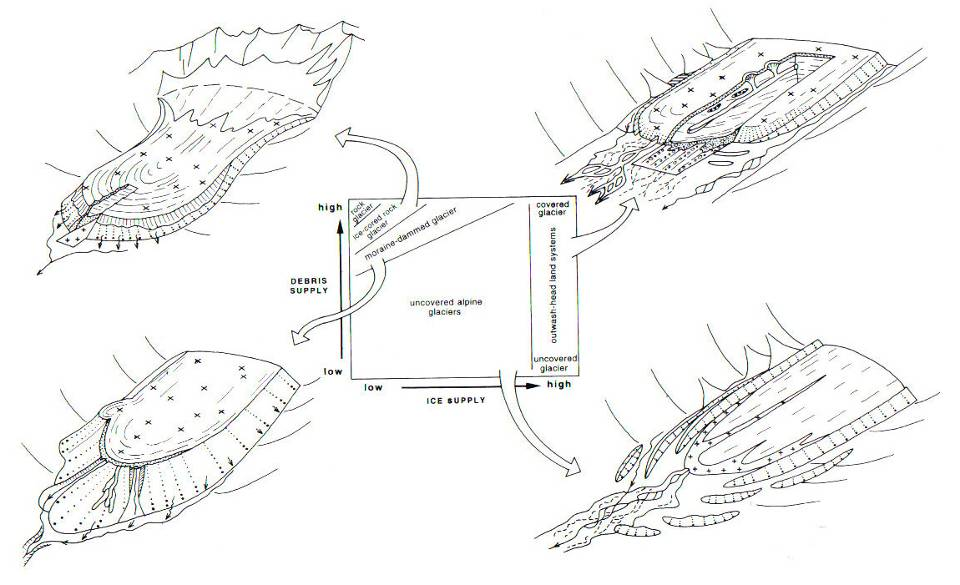 high
DEBRIS
SUPPLY
low
rock
glacier
ice-cored rock
glacier
moraine-dammed glacier
uncovered alpine
glaciers
covered
glacier
outwash-head land systems
uncovered
glacier
low
high
ICE SUPPLY